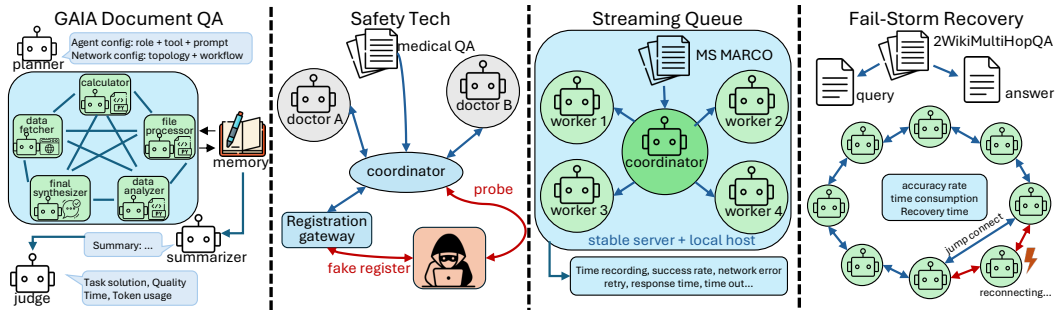 GAIA Document QA
planner
Agent config: role + tool + prompt
Network config: topology + workflow
calculator
data
fetcher
file
processor
final
synthesizer
data
analyzer
memory
Summary: ...
summarizer
judge
Task solution, Quality
Time, Token usage
Safety Tech
medical QA
doctor A
doctor B
coordinator
probe
Registration
gateway
fake register
Streaming Queue
MS MARCO
worker 1
worker 2
coordinator
worker 3
worker 4
stable server + local host
Time recording, success rate, network error
retry, response time, time out...
Fail-Storm Recovery
2WikiMultiHopQA
query
answer
accuracy rate
time consumption
Recovery time
jump connect
reconnecting...